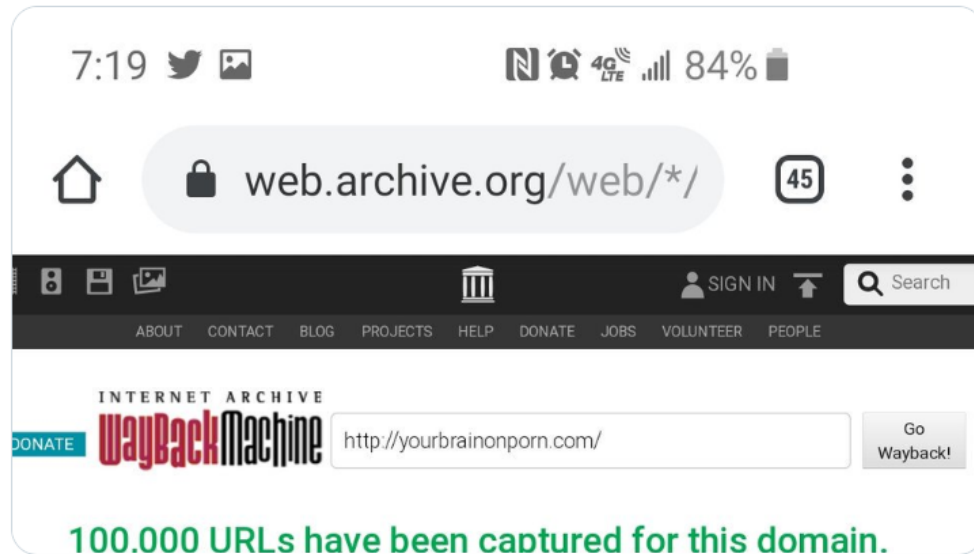 7:19 4G LTE 84%
web.archive.org/web/*/ 45
SIGN IN Search
ABOUT CONTACT BLOG PROJECTS HELP DONATE JOBS VOLUNTEER PEOPLE
INTERNET ARCHIVE
DONATE WayBackMachine http://yourbrainonporn.com/ Go
Wayback!
100,000 URLs have been captured for this domain.